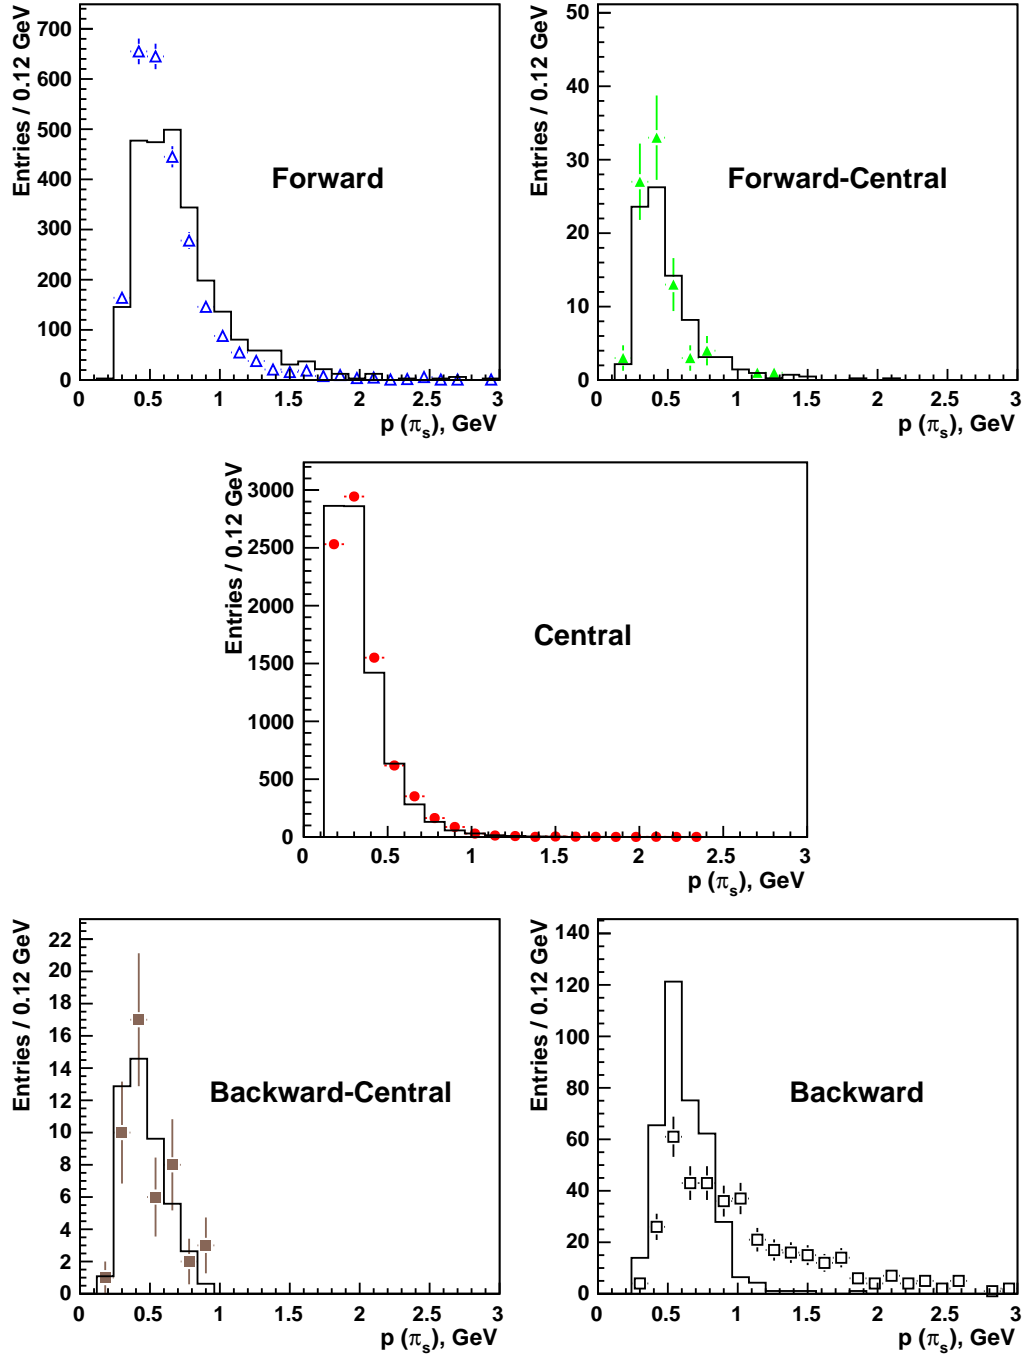 Entries / 0.12 GeV
700
600
500
400
300
200
100
0
Forward
0 0.5 1 1.5 2 2.5 3
p (πs), GeV
Entries / 0.12 GeV
50
40
30
20
10
0
Forward-Central
0 0.5 1 1.5 2 2.5 3
p (πs), GeV
Entries / 0.12 GeV
3000
2500
2000
1500
1000
500
0
Central
0 0.5 1 1.5 2 2.5 3
p (πs), GeV
Entries / 0.12 GeV
22
20
18
16
14
12
10
8
6
4
2
0
Backward-Central
0 0.5 1 1.5 2 2.5 3
p (πs), GeV
Entries / 0.12 GeV
140
120
100
80
60
40
20
0
Backward
0 0.5 1 1.5 2 2.5 3
p (πs), GeV